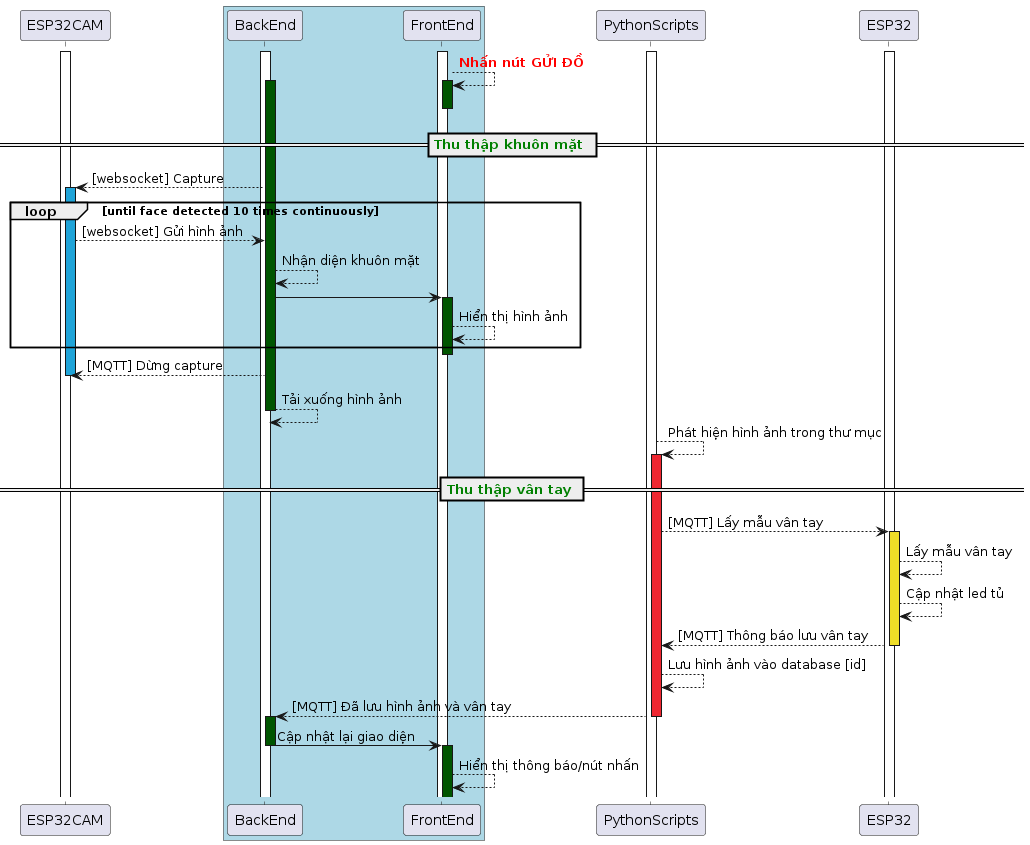 ESP32CAM
BackEnd
FrontEnd
PythonScripts
ESP32
Nhấn nút GỬI ĐỒ
Thu thập khuôn mặt
[websocket] Capture
loop
[until face detected 10 times continuously]
[websocket] Gửi hình ảnh
Nhận diện khuôn mặt
Hiển thị hình ảnh
[MQTT] Dừng capture
Tải xuống hình ảnh
Phát hiện hình ảnh trong thư mục
Thu thập vân tay
[MQTT] Lấy mẫu vân tay
Lấy mẫu vân tay
Cập nhật led tủ
[MQTT] Thông báo lưu vân tay
Lưu hình ảnh vào database [id]
[MQTT] Đã lưu hình ảnh và vân tay
Cập nhật lại giao diện
Hiển thị thông báo/nút nhấn
ESP32CAM
BackEnd
FrontEnd
PythonScripts
ESP32